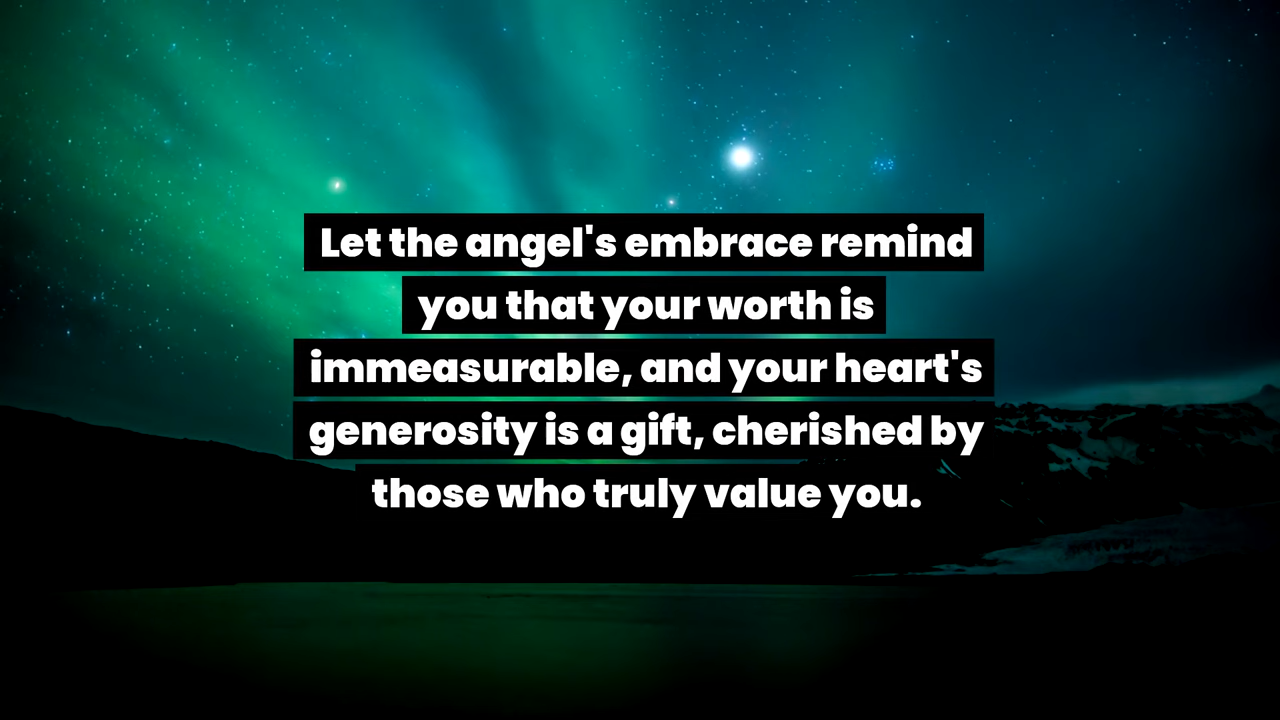 Let the angel's embrace remind
you that your worth is
immeasurable, and your heart's
generosity is a gift, cherished by
those who truly value you.